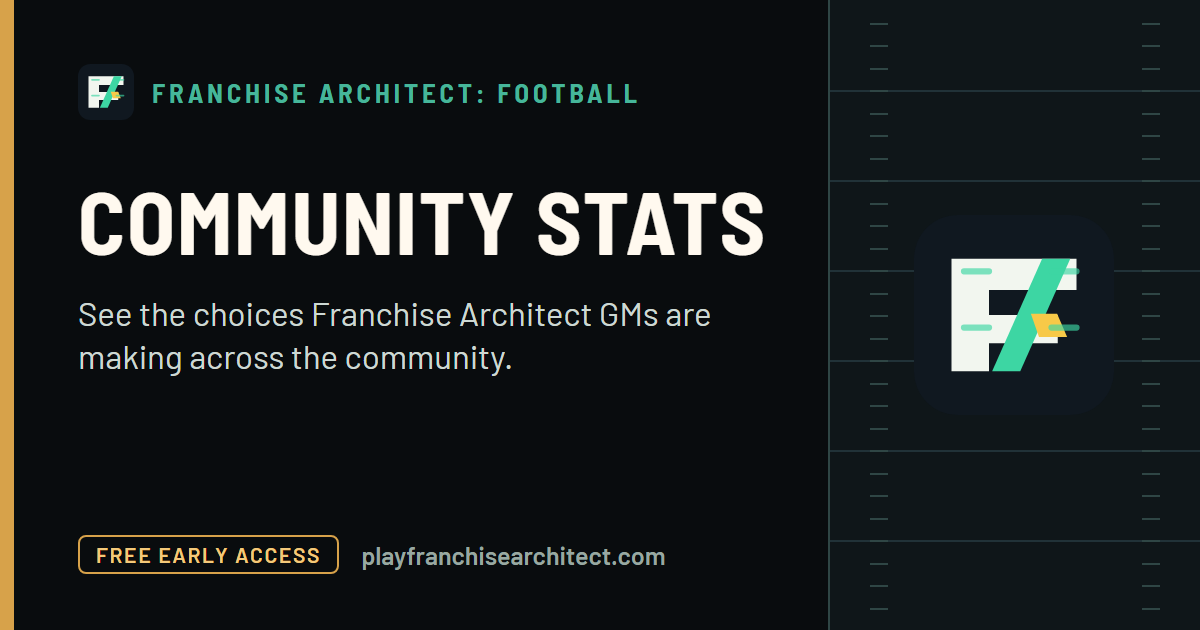 FRANCHISE ARCHITECT: FOOTBALL
COMMUNITY STATS
See the choices Franchise Architect GMs are
making across the community.
FREE EARLY ACCESS
playfranchisearchitect.com